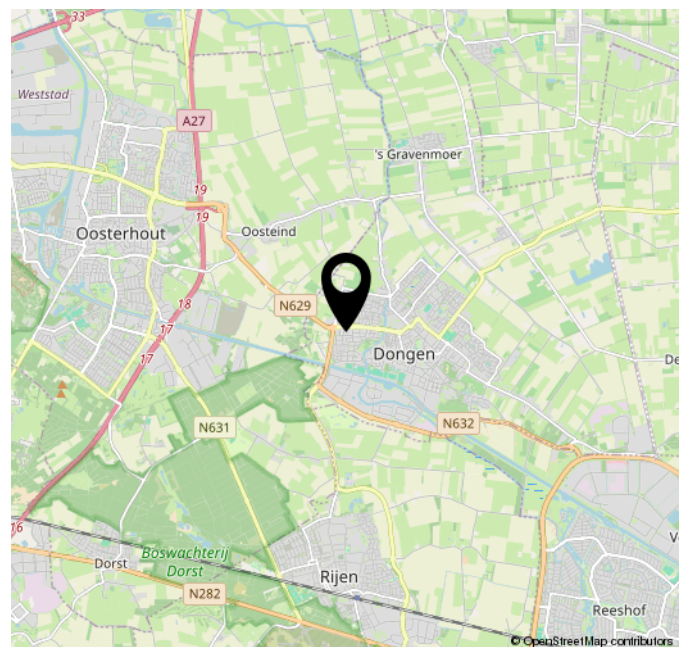 33
Weststad
A27
's Gravenmoer
19
19
Oosterhout
Oosteind
18
N629
17
17
Dongen
De
N631
N632
16
Boswachterij
Dorst
Dorst
Rijen
N282
Reeshof
© OpenStreetMap contributors